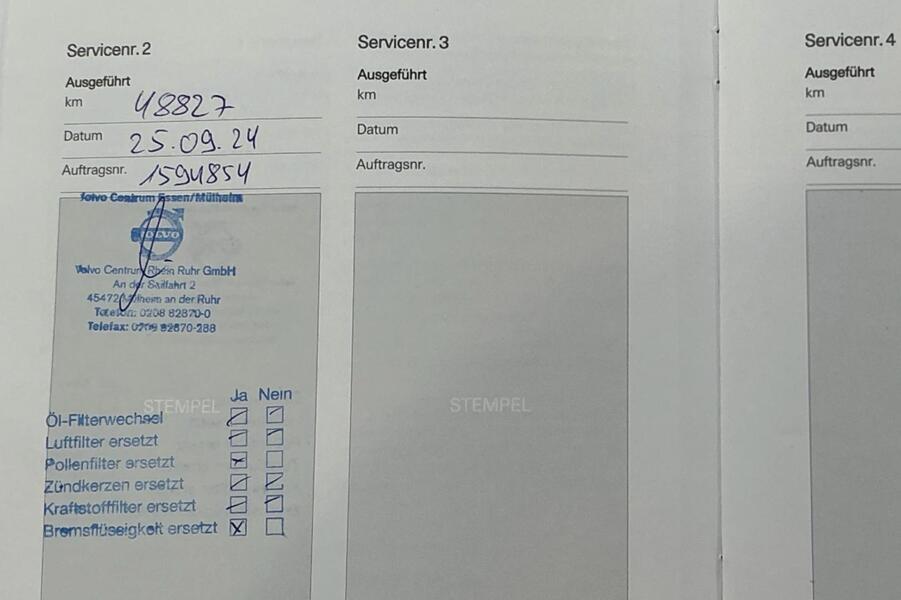 Servicenr. 2
Ausgeführt
km 48827
Datum 25.09.24
Auftragsnr. 1594854
Volvo Centrum Essen/Mülheim
VOLVO
Volvo Centrum Rhein Ruhr GmbH
An der Seilfahrt 2
45472 Mülheim an der Ruhr
Telefon: 0208 82870-0
Telefax: 0208 82870-288
STEMPEL
Ja Nein
Öl-Filterwechsel
Luftfilter ersetzt
Pollenfilter ersetzt
Zündkerzen ersetzt
Kraftstofffilter ersetzt
Bremsflüssigkeit ersetzt
Servicenr. 3
Ausgeführt
km
Datum
Auftragsnr.
STEMPEL
Servicenr. 4
Ausgeführt
km
Datum
Auftragsnr.